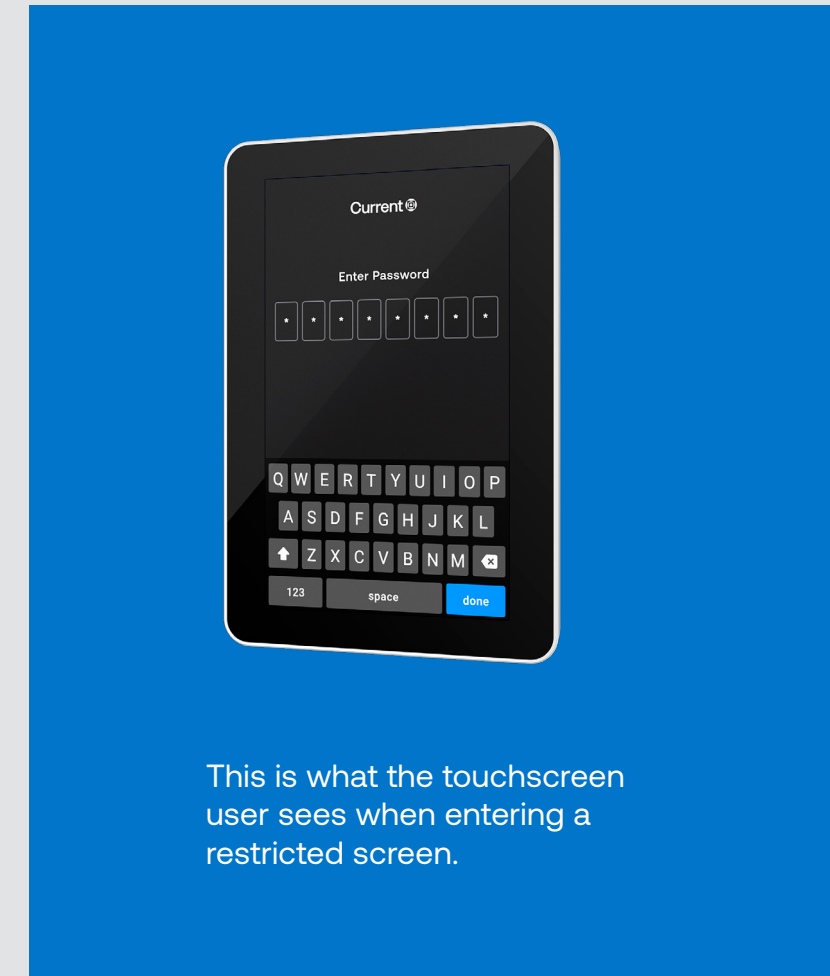 Current
Enter Password
* * * * * * * *
Q W E R T Y U I O P
A S D F G H J K L
Z X C V B N M
123 space done
This is what the touchscreen
user sees when entering a
restricted screen.